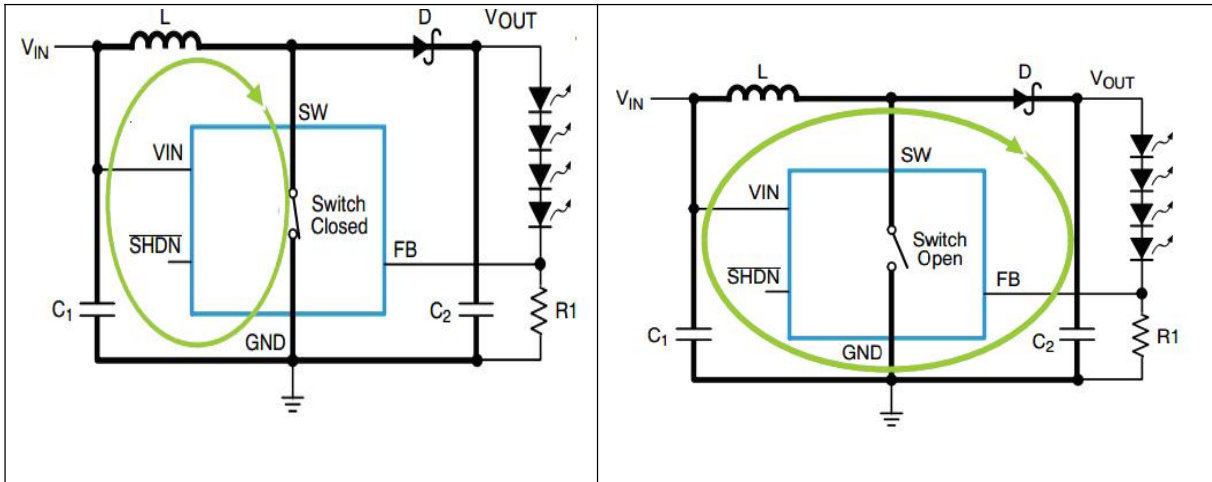 L
D
VOUT
VIN
SW
VIN
Switch
Closed
SHDN
FB
C1
C2
R1
GND
L
D
VOUT
VIN
SW
VIN
Switch
Open
SHDN
FB
C1
C2
R1
GND